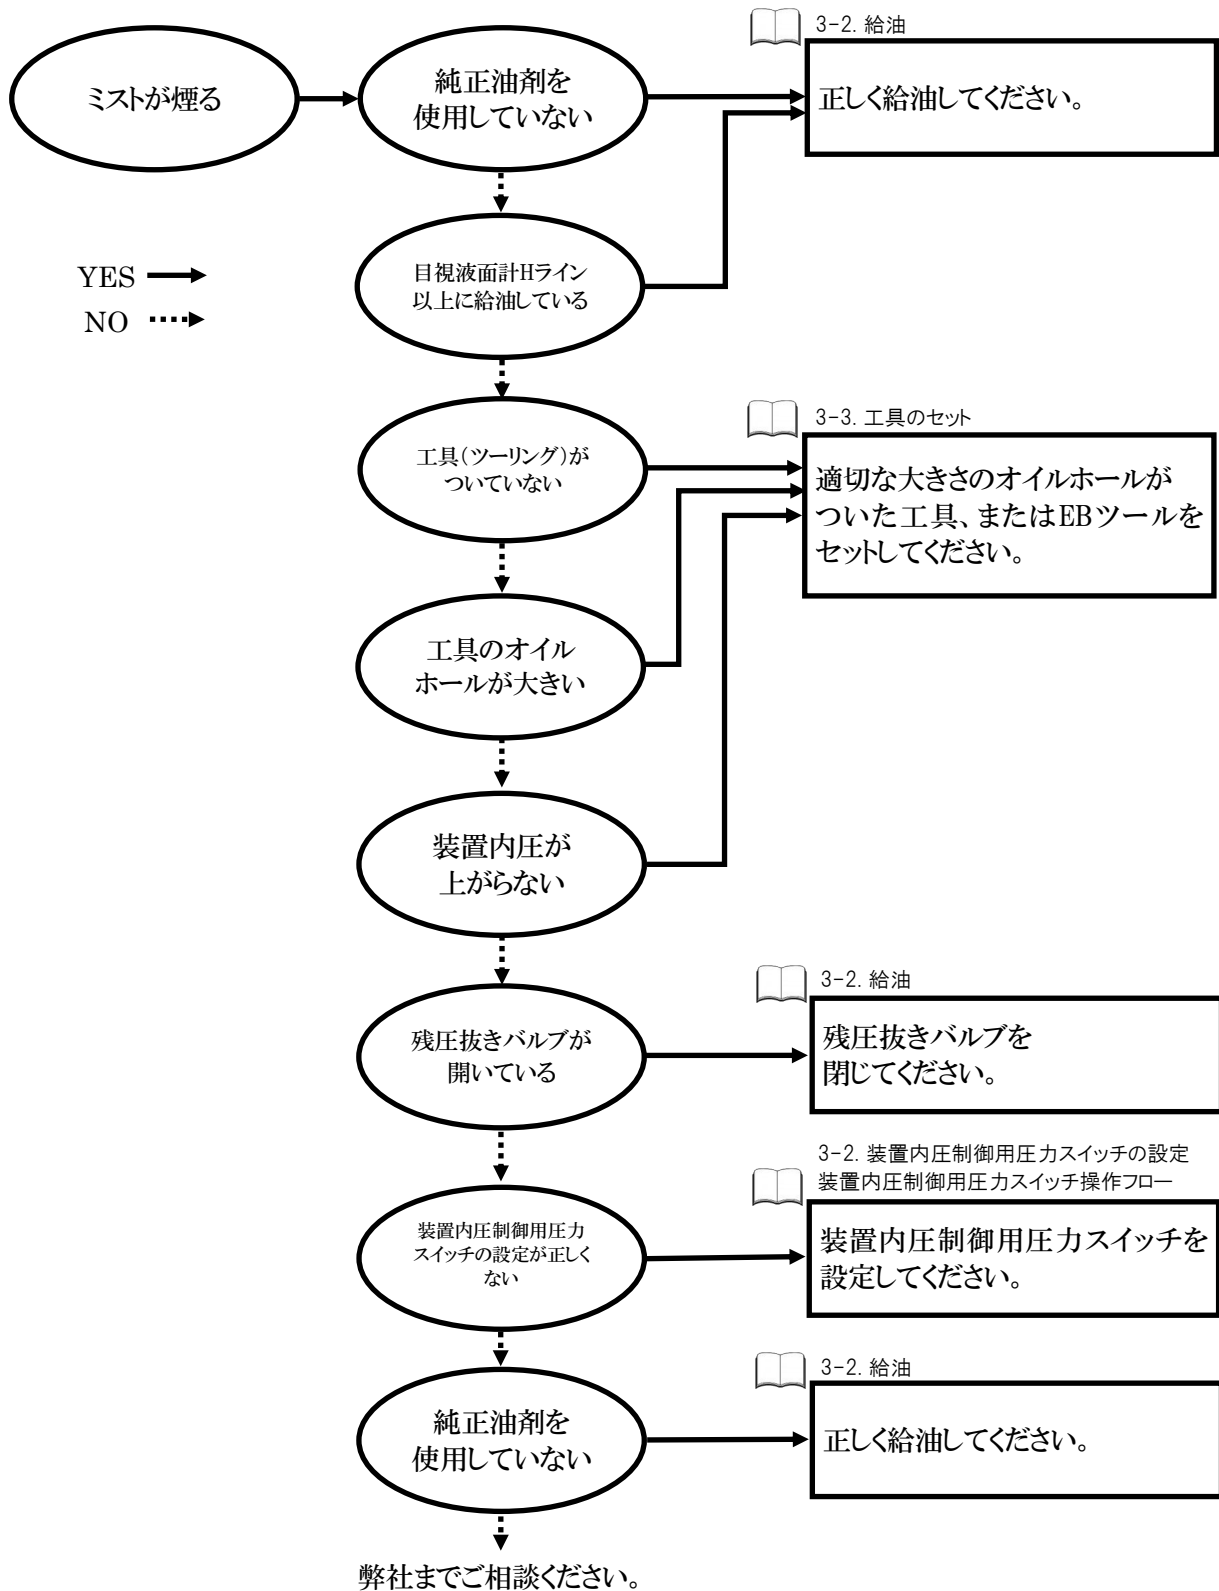 3-2. 給油
ミストが煙る
純正油剤を
使用していない
正しく給油してください。
YES
NO
目視液面計Hライン
以上に給油している
工具（ツーリング）が
ついていない
3-3. 工具のセット
適切な大きさのオイルホールが
ついた工具、またはEBツールを
セットしてください。
工具のオイル
ホールが大きい
装置内圧が
上がらない
残圧抜きバルブが
開いている
3-2. 給油
残圧抜きバルブを
閉じてください。
装置内圧制御用圧力
スイッチの設定が正しく
ない
3-2. 装置内圧制御用圧力スイッチの設定
装置内圧制御用圧力スイッチ操作フロー
装置内圧制御用圧力スイッチを
設定してください。
純正油剤を
使用していない
3-2. 給油
正しく給油してください。
弊社までご相談ください。